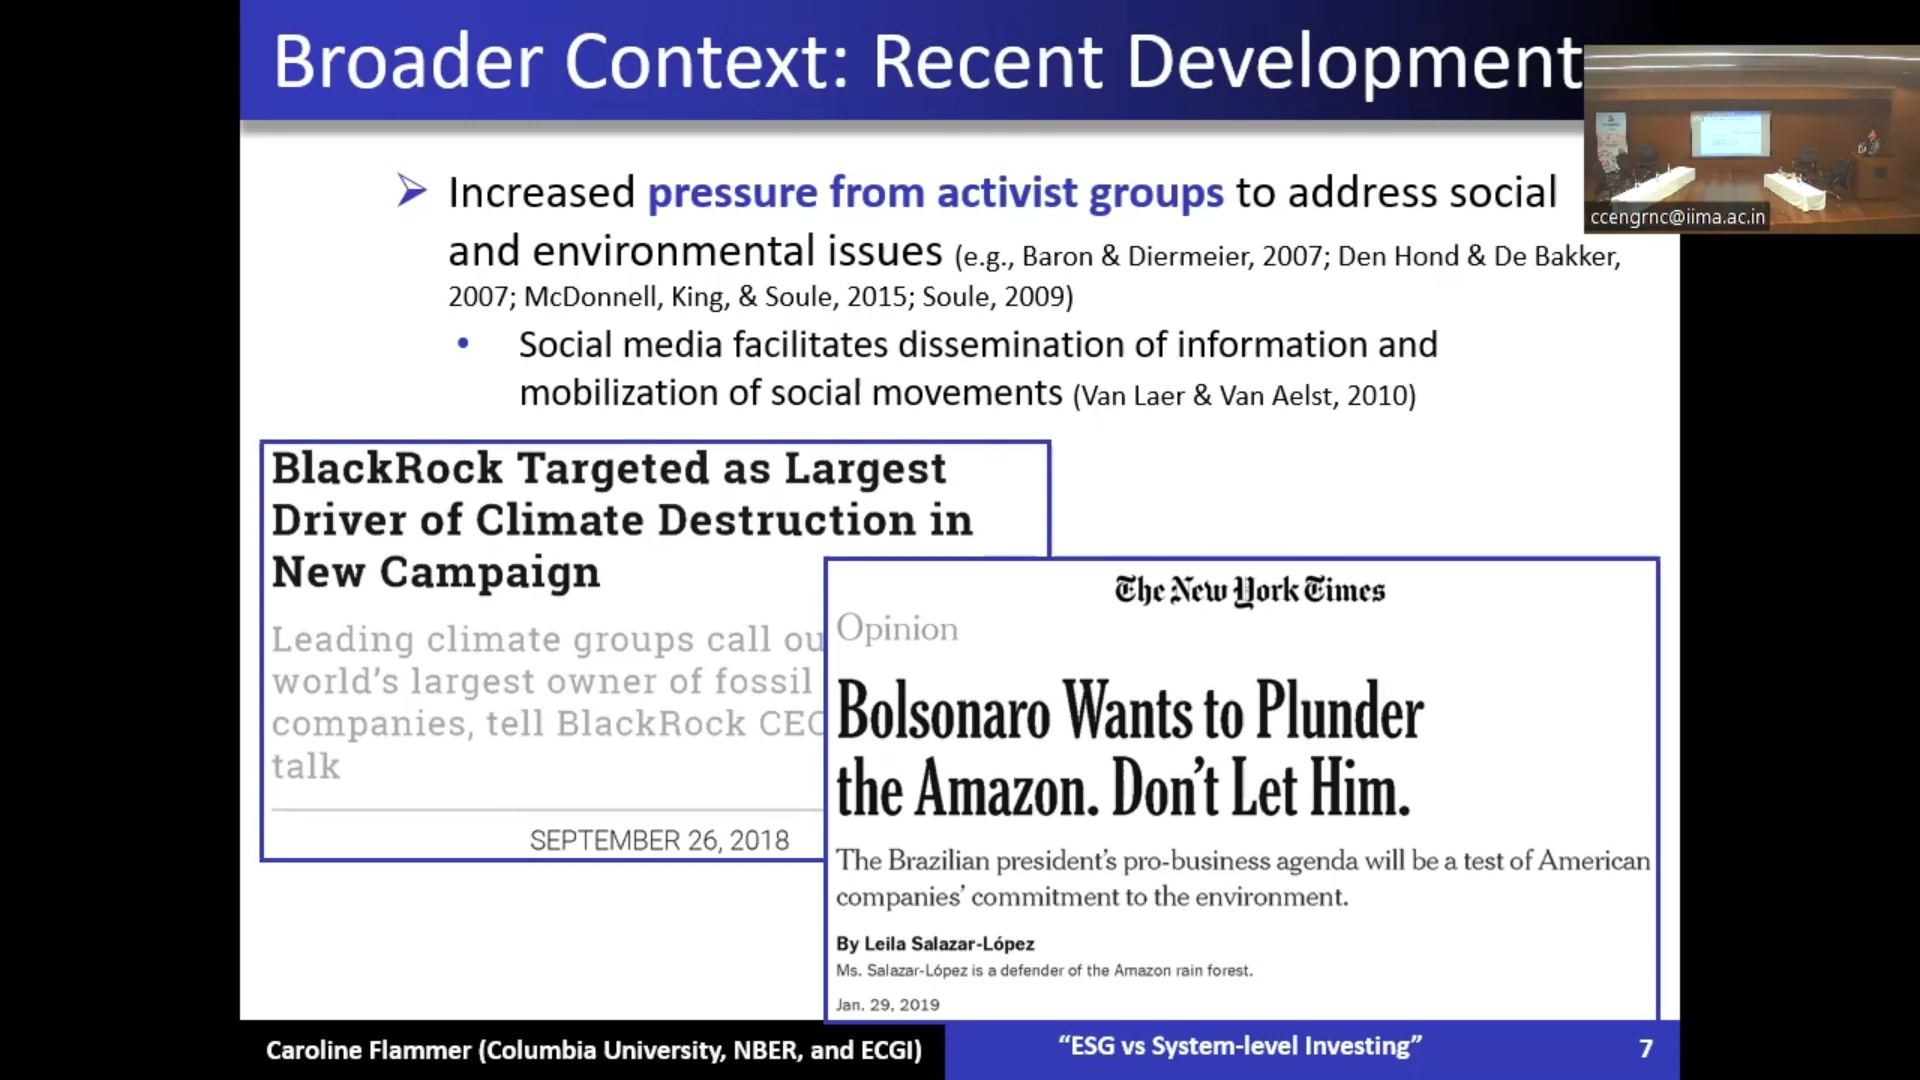 Broader Context: Recent Development
ccengrnc@iima.ac.in
Increased pressure from activist groups to address social
and environmental issues (e.g., Baron & Diermeier, 2007; Den Hond & De Bakker,
2007; McDonnell, King, & Soule, 2015; Soule, 2009)
Social media facilitates dissemination of information and
mobilization of social movements (Van Laer & Van Aelst, 2010)
BlackRock Targeted as Largest
Driver of Climate Destruction in
New Campaign
Leading climate groups call ou
world's largest owner of fossil
companies, tell BlackRock CEO
talk
SEPTEMBER 26, 2018
The New York Times
Opinion
Bolsonaro Wants to Plunder
the Amazon. Don't Let Him.
The Brazilian president's pro-business agenda will be a test of American
companies' commitment to the environment.
By Leila Salazar-López
Ms. Salazar-López is a defender of the Amazon rain forest.
Jan. 29, 2019
Caroline Flammer (Columbia University, NBER, and ECGI)
“ESG vs System-level Investing”
7